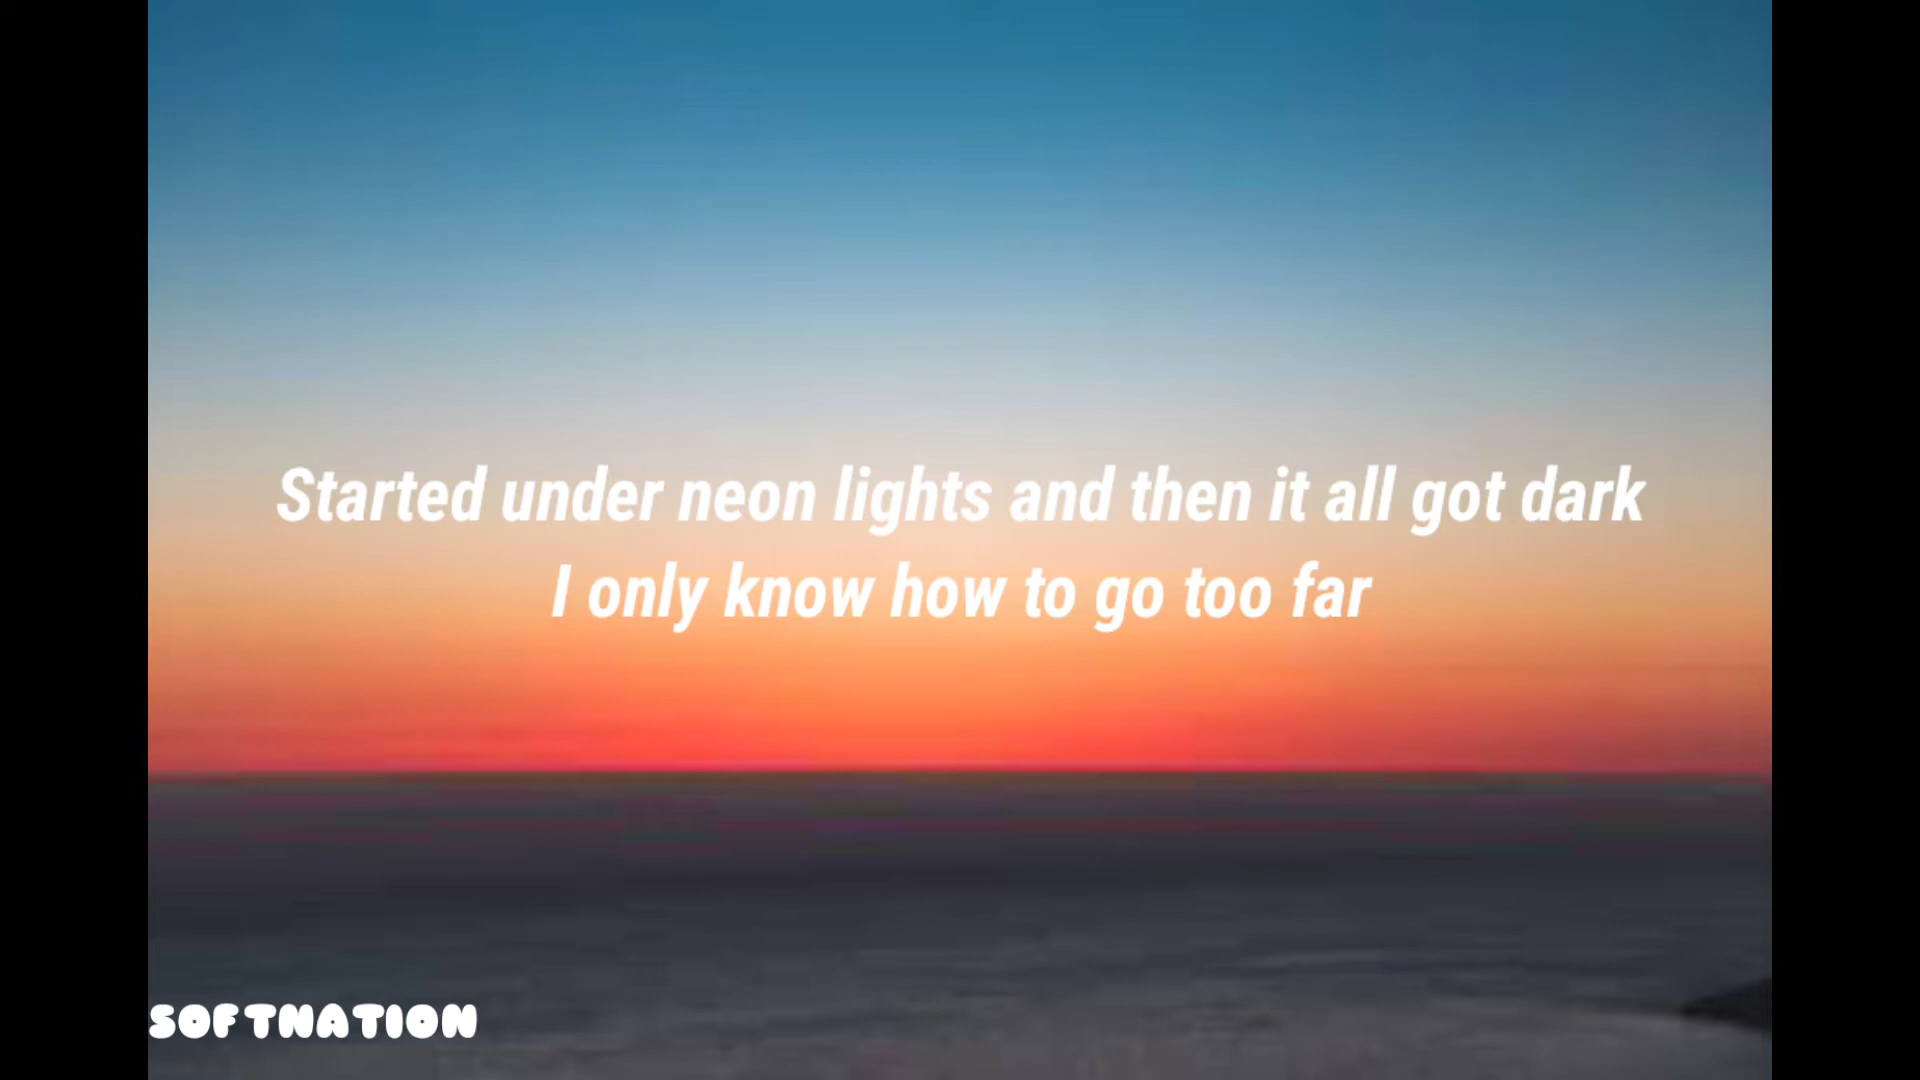 Started under neon lights and then it all got dark
I only know how to go too far
SOFTNATION